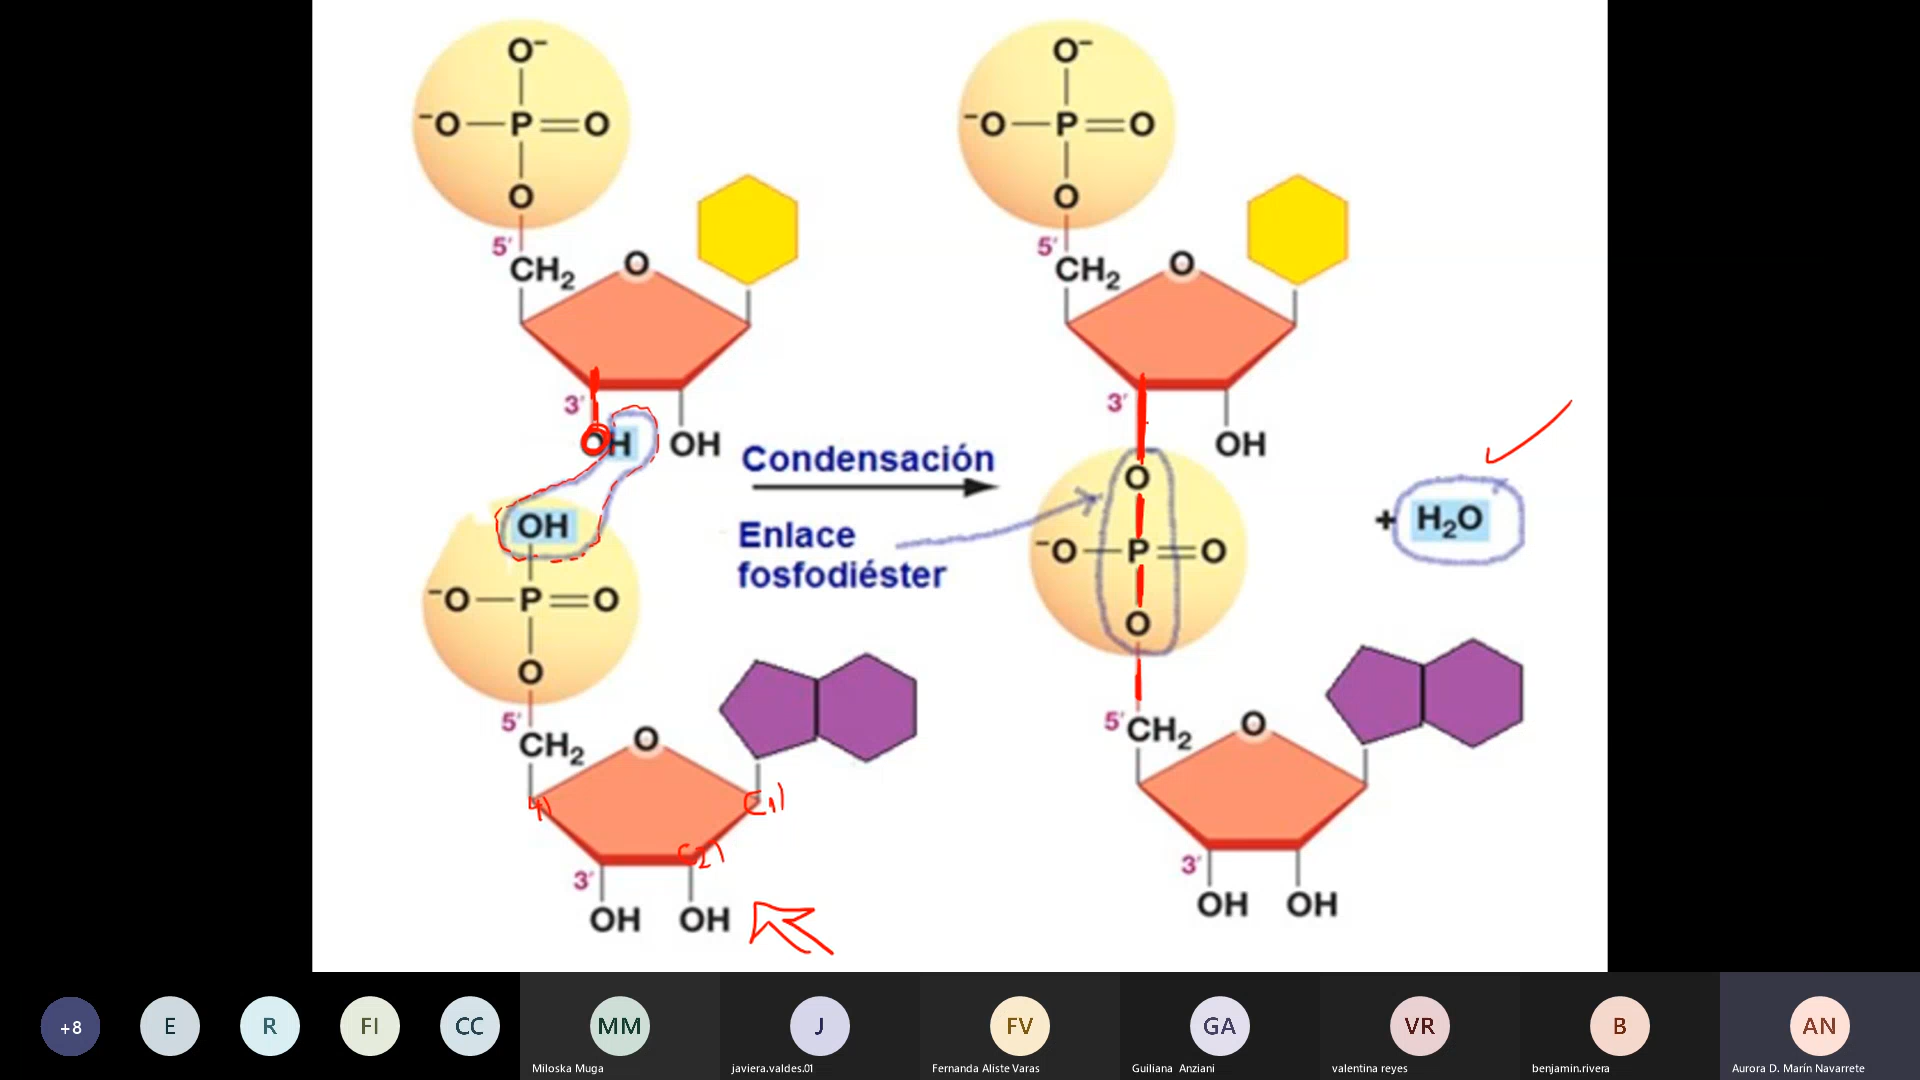 O⁻
⁻O—P=O
O
5'
CH₂
O
3'
OH
OH
OH
⁻O—P=O
O
5'
CH₂
O
4)
C1)
C2)
3'
OH
OH
Condensación
Enlace
fosfodiéster
O⁻
⁻O—P=O
O
5'
CH₂
O
3'
OH
O
⁻O—P=O
O
5'
CH₂
O
3'
OH
OH
+ H₂O
+8
E
R
FI
CC
MM
Miloska Muga
J
javiera.valdes.01
FV
Fernanda Aliste Varas
GA
Guiliana Anziani
VR
valentina reyes
B
benjamin.rivera
AN
Aurora D. Marín Navarrete